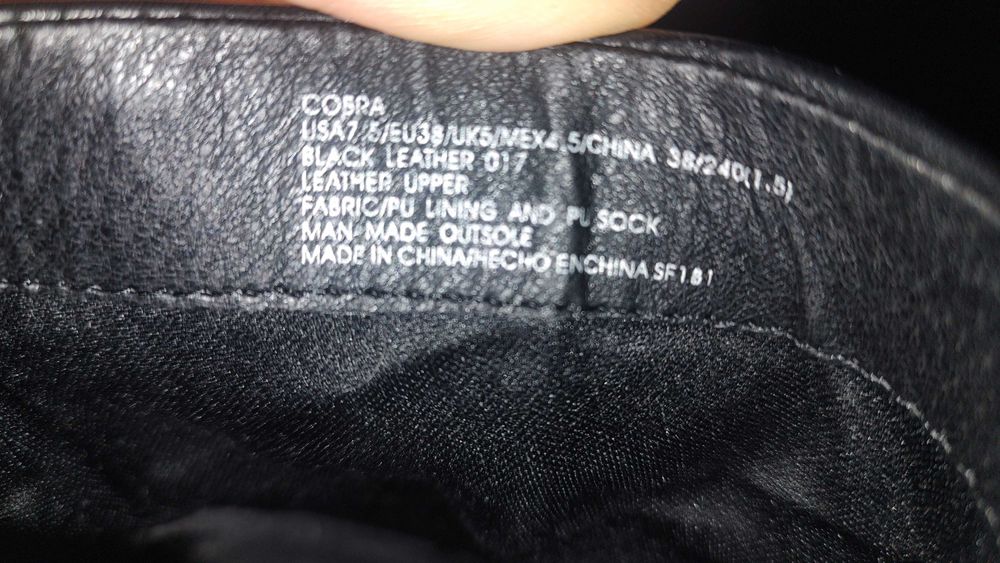 COBRA
USA7.5/EU38/UK5/MEX4.5/CHINA 38/240(1.5)
BLACK LEATHER 017
LEATHER UPPER
FABRIC/PU LINING AND PU SOCK
MAN-MADE OUTSOLE
MADE IN CHINA/HECHO ENCHINA SF181